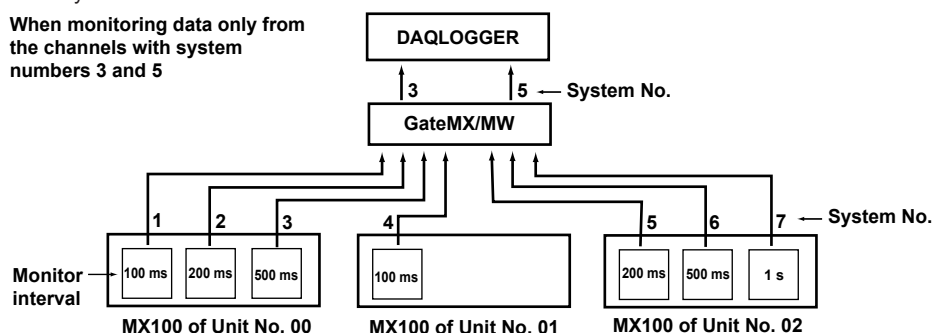 When monitoring data only from
the channels with system
numbers 3 and 5
DAQLOGGER
3 5 System No.
GateMX/MW
1 2 3 4 5 6 7 System No.
Monitor
interval
100 ms 200 ms 500 ms 100 ms 200 ms 500 ms 1 s
MX100 of Unit No. 00 MX100 of Unit No. 01 MX100 of Unit No. 02